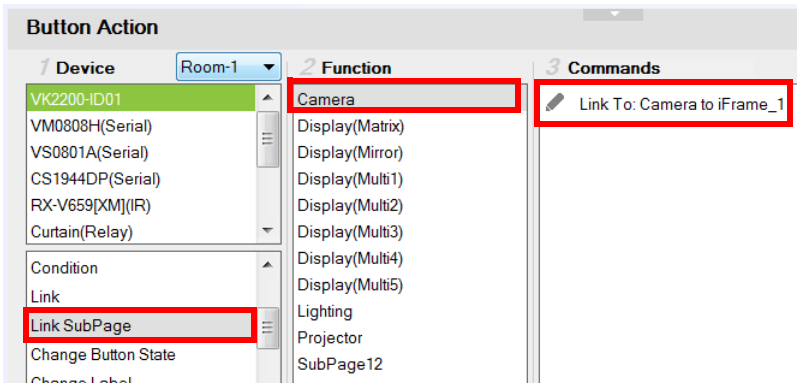 Button Action
1 Device
Room-1
2 Function
3 Commands
VK2200-ID01
VM0808H(Serial)
VS0801A(Serial)
CS1944DP(Serial)
RX-V659[XM](IR)
Curtain(Relay)
Condition
Link
Link SubPage
Change Button State
Change Label
Camera
Display(Matrix)
Display(Mirror)
Display(Multi1)
Display(Multi2)
Display(Multi3)
Display(Multi4)
Display(Multi5)
Lighting
Projector
SubPage12
Link To: Camera to iFrame_1